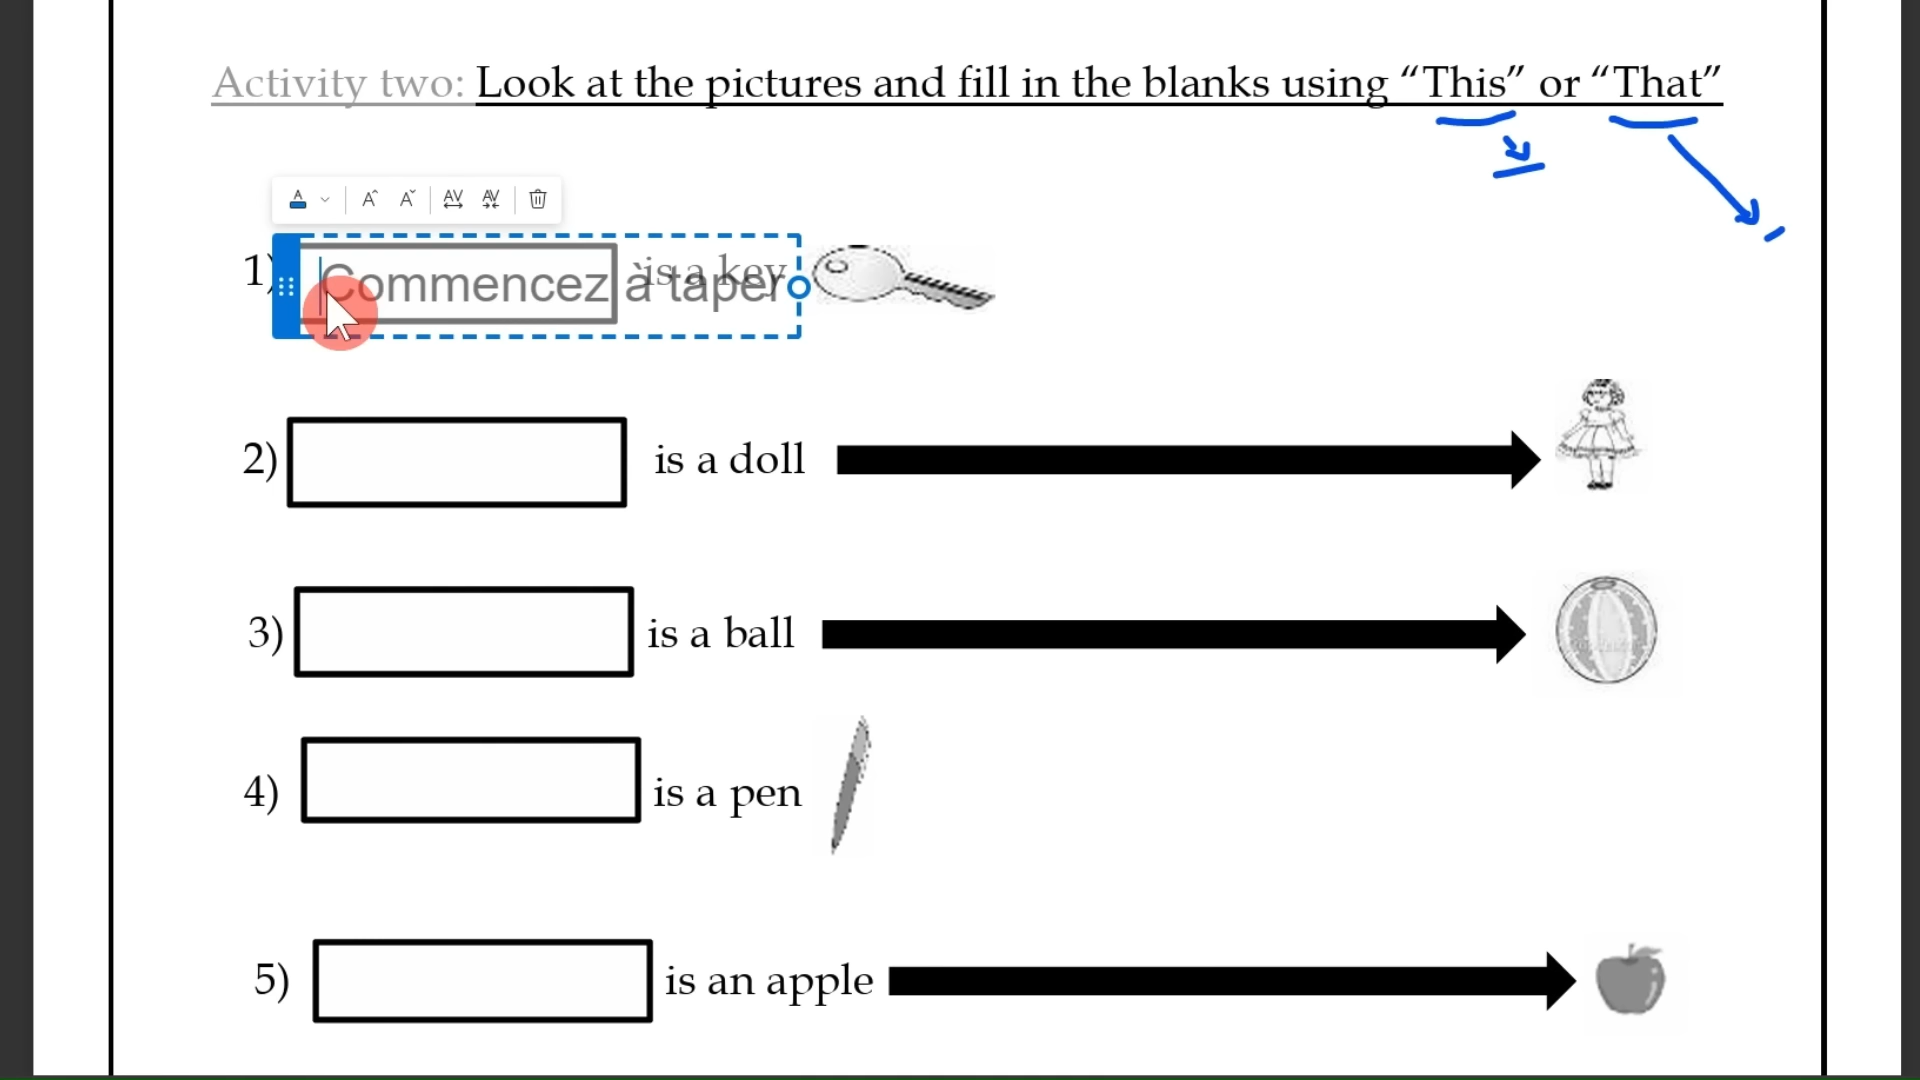 Activity two: Look at the pictures and fill in the blanks using “This” or “That”
1) Commencez à taper is a key
2) is a doll
3) is a ball
4) is a pen
5) is an apple